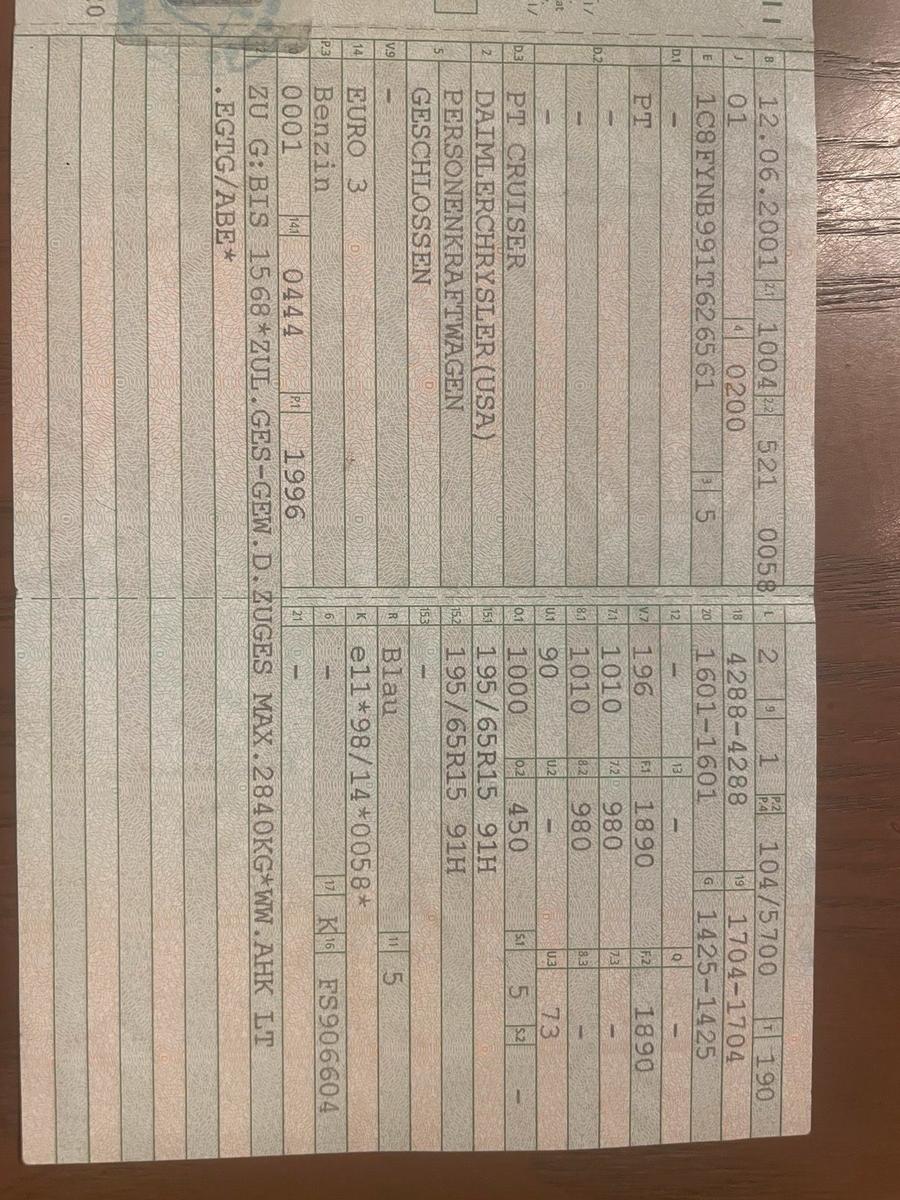 B 12.06.2001 2.1 1004 2.2 521 0058
J 01 4 0200
E 1C8FYNB991T626561 3 5
D.1 -
PT
D.2 -
-
-
D.3 PT CRUISER
2 DAIMLERCHRYSLER(USA)
5 PERSONENKRAFTWAGEN
GESCHLOSSEN
V.9 -
14 EURO 3
P.3 Benzin
10 0001 14.1 0444 P.1 1996
L 2 9 1 P.2 P.4 104/5700 T 190
18 4288-4288 19 1704-1704
20 1601-1601 G 1425-1425
12 - 13 - Q -
V.7 196 F.1 1890 F.2 1890
7.1 1010 7.2 980 7.3 -
8.1 1010 8.2 980 8.3 -
U.1 90 U.2 - U.3 73
O.1 1000 O.2 450 S.1 5 S.2 -
15.1 195/65R15 91H
15.2 195/65R15 91H
15.3 -
R Blau 11 5
K e11*98/14*0058*
6 - 17 K 16 FS906604
21 -
22 ZU G:BIS 1568*ZUL.GES-GEW.D.ZUGES MAX.2840KG*WW.AHK LT
.EGTG/ABE*